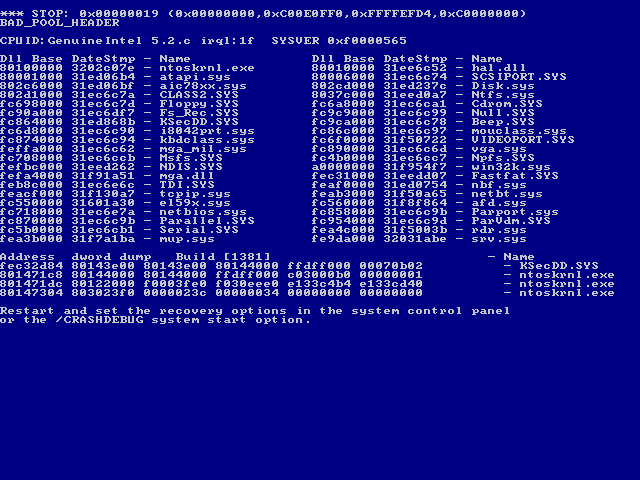 *** STOP: 0x00000019 (0x00000000,0xC00E0FF0,0xFFFFEFD4,0xC0000000)
BAD_POOL_HEADER
CPUID:GenuineIntel 5.2.c irql:1f  SYSVER 0xf0000565
Dll Base DateStmp - Name                 Dll Base DateStmp - Name
80100000 3202c07e - ntoskrnl.exe         80010000 31ee6c52 - hal.dll
80001000 31ed06b4 - atapi.sys            80006000 31ec6c74 - SCSIPORT.SYS
802c6000 31ed06bf - aic78xx.sys          802cd000 31ed237c - Disk.sys
802d1000 31ec6c7a - CLASS2.SYS           8037c000 31eed0a7 - Ntfs.sys
fc698000 31ec6c7d - Floppy.SYS           fc6a8000 31ec6ca1 - Cdrom.SYS
fc90a000 31ec6df7 - Fs_Rec.SYS           fc9c9000 31ec6c99 - Null.SYS
fc864000 31ed868b - KSecDD.SYS           fc9ca000 31ec6c78 - Beep.SYS
fc6d8000 31ec6c90 - i8042prt.sys         fc86c000 31ec6c97 - mouclass.sys
fc874000 31ec6c94 - kbdclass.sys         fc6f0000 31f50722 - VIDEOPORT.SYS
feffa000 31ec6c62 - mga_mil.sys          fc890000 31ec6c6d - vga.sys
fc708000 31ec6ccb - Msfs.SYS             fc4b0000 31ec6cc7 - Npfs.SYS
fefbc000 31eed262 - NDIS.SYS             a0000000 31f954f7 - win32k.sys
fefa4000 31f91a51 - mga.dll              fec31000 31eedd07 - Fastfat.SYS
feb8c000 31ec6e6c - TDI.SYS              feaf0000 31ed0754 - nbf.sys
feacf000 31f130a7 - tcpip.sys            feab3000 31f50a65 - netbt.sys
fc550000 31601a30 - el59x.sys            fc560000 31f8f864 - afd.sys
fc718000 31ec6e7a - netbios.sys          fc858000 31ec6c9b - Parport.sys
fc870000 31ec6c9b - Parallel.SYS         fc954000 31ec6c9d - ParVdm.SYS
fc5b0000 31ec6cb1 - Serial.SYS           fea4c000 31f5003b - rdr.sys
fea3b000 31f7a1ba - mup.sys              fe9da000 32031abe - srv.sys
Address  dword dump   Build [1381]                            - Name
fec32d84 80143e00 80143e00 80144000 ffdff000 00070b02         - KSecDD.SYS
801471c8 80144000 80144000 ffdff000 c03000b0 00000001         - ntoskrnl.exe
801471dc 80122000 f0003fe0 f030eee0 e133c4b4 e133cd40         - ntoskrnl.exe
80147304 803023f0 0000023c 00000034 00000000 00000000         - ntoskrnl.exe
Restart and set the recovery options in the system control panel
or the /CRASHDEBUG system start option.